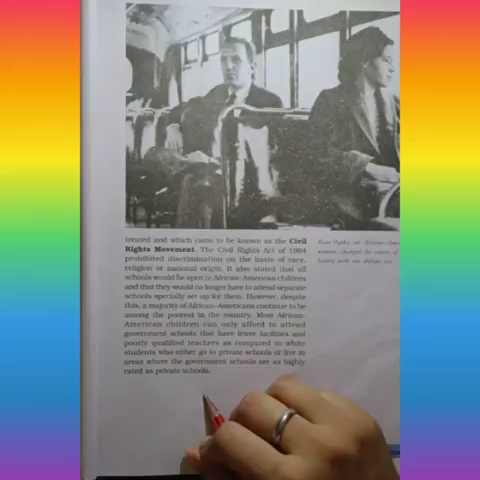 treated and which came to be known as the Civil
Rights Movement. The Civil Rights Act of 1964
prohibited discrimination on the basis of race,
religion or national origin. It also stated that all
schools would be open to African-American children
and that they would no longer have to attend separate
schools specially set up for them. However, despite
this, a majority of African-Americans continue to be
among the poorest in the country. Most African-
American children can only afford to attend
government schools that have fewer facilities and
poorly qualified teachers as compared to white
students who either go to private schools or live in
areas where the government schools are as highly
rated as private schools.
Rosa Parks, an African-
woman, changed the course of
history with one defiant act.